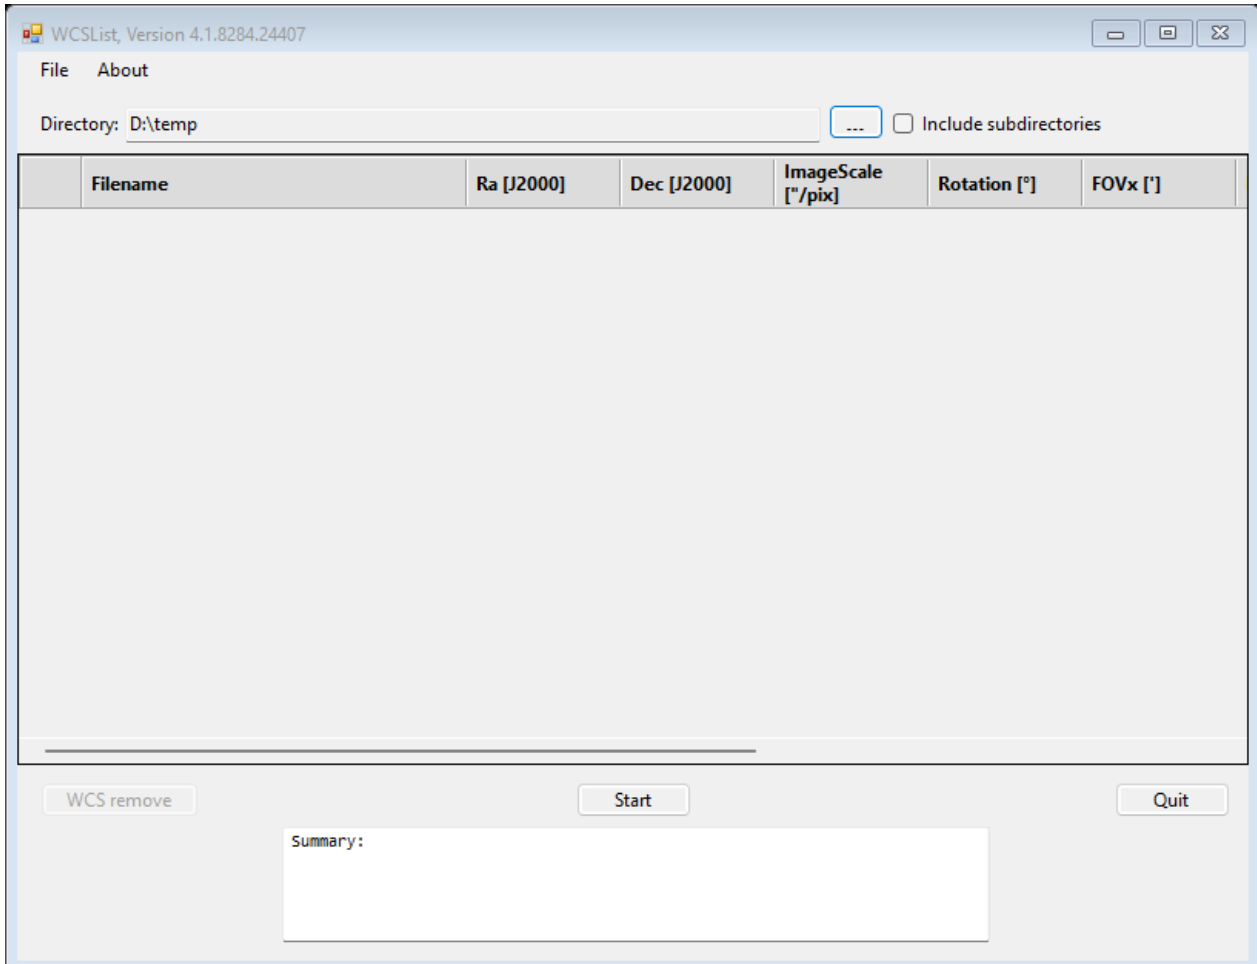 WCSList, Version 4.1.8284.24407
File About
Directory: D:\temp ... Include subdirectories
Filename Ra [J2000] Dec [J2000] ImageScale ["/pix] Rotation [°] FOVx [']
WCS remove Start Quit
Summary: